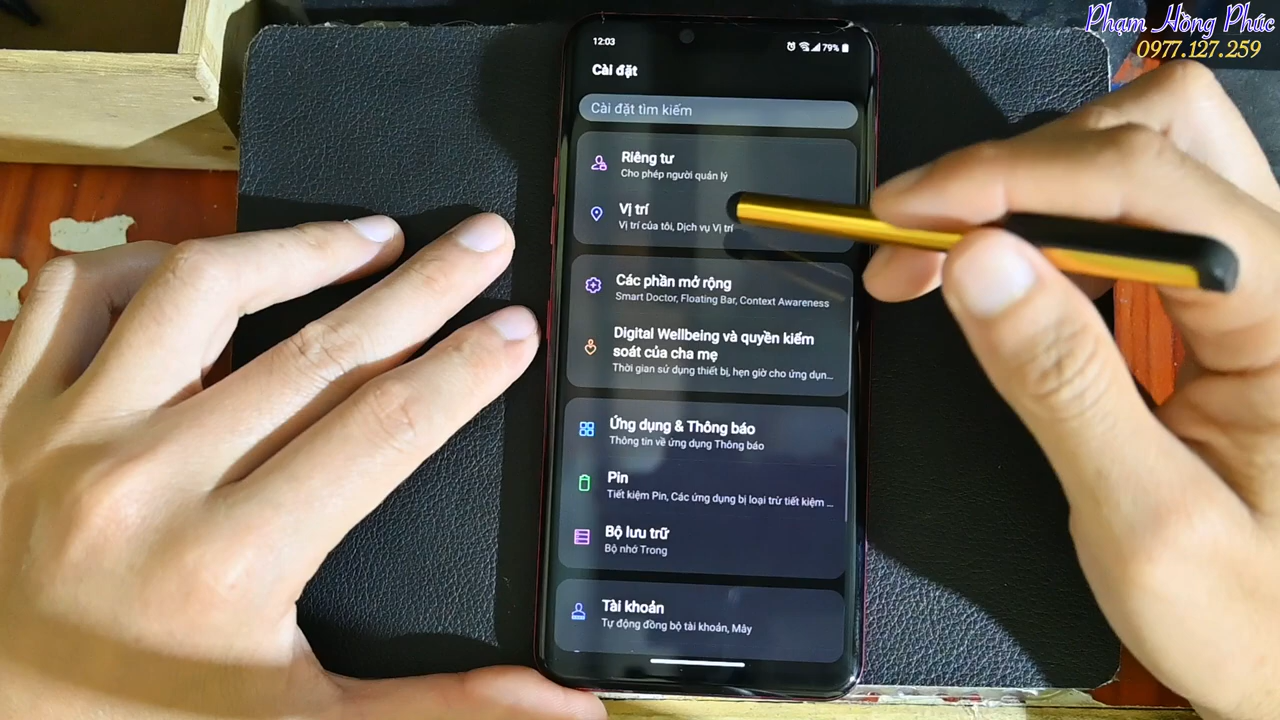 Phạm Hồng Phúc
0977.127.259
12:03
79%
Cài đặt
Cài đặt tìm kiếm
Riêng tư
Cho phép người quản lý
Vị trí
Vị trí của tôi, Dịch vụ Vị trí
Các phần mở rộng
Smart Doctor, Floating Bar, Context Awareness
Digital Wellbeing và quyền kiểm
soát của cha mẹ
Thời gian sử dụng thiết bị, hẹn giờ cho ứng dụn...
Ứng dụng & Thông báo
Thông tin về ứng dụng Thông báo
Pin
Tiết kiệm Pin, Các ứng dụng bị loại trừ tiết kiệm ...
Bộ lưu trữ
Bộ nhớ Trong
Tài khoản
Tự động đồng bộ tài khoản, Mây